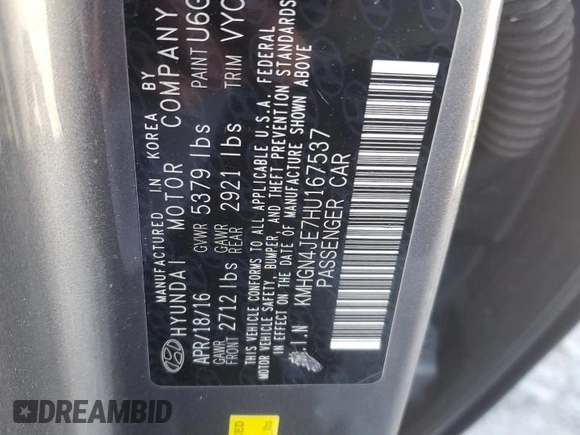 MANUFACTURED I.N KOREA BY
HYUNDAI MOTOR COMPANY
APR/18/16 GVWR 5379 lbs PAINT U6G
GAWR FRONT 2712 lbs GAWR REAR 2921 lbs TRIM VYC
THIS VEHICLE CONFORMS TO ALL APPLICABLE U.S.A. FEDERAL
MOTOR VEHICLE SAFETY, BUMPER, AND THEFT PREVENTION STANDARDS
IN EFFECT ON THE DATE OF MANUFACTURE SHOWN ABOVE
.I.N KMHGN4JE7HU167537
PASSENGER CAR
DREAMBID